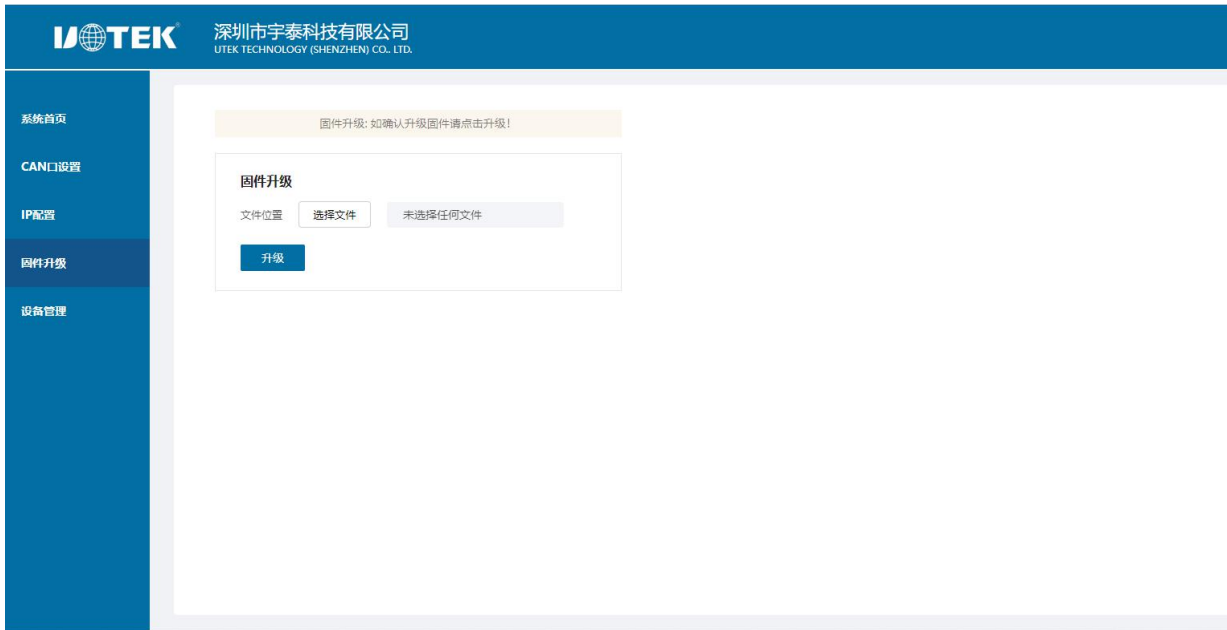 UOTEK
深圳市宇泰科技有限公司
UTEK TECHNOLOGY (SHENZHEN) CO.. LTD.
系统首页
CAN口设置
IP配置
固件升级
设备管理
固件升级: 如确认升级固件请点击升级!
固件升级
文件位置 选择文件 未选择任何文件
升级